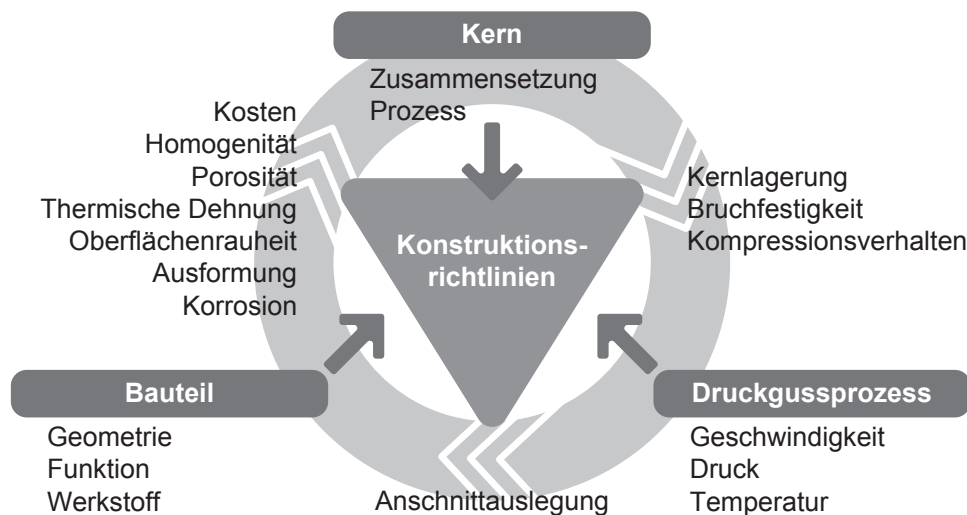 Kern
Zusammensetzung
Prozess
Kosten
Homogenität
Porosität
Thermische Dehnung
Oberflächenrauheit
Ausformung
Korrosion
Kernlagerung
Bruchfestigkeit
Kompressionsverhalten
Konstruktions-
richtlinien
Bauteil
Geometrie
Funktion
Werkstoff
Anschnittauslegung
Druckgussprozess
Geschwindigkeit
Druck
Temperatur